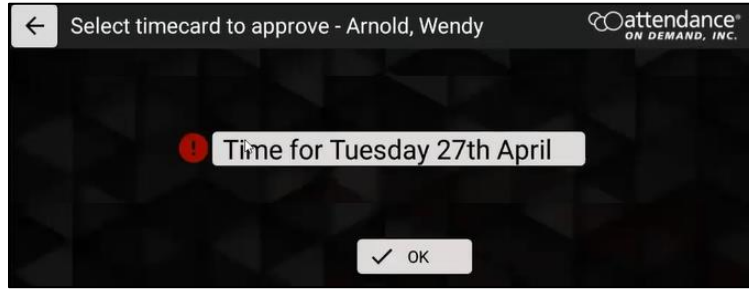 Select timecard to approve - Arnold, Wendy
attendance®
ON DEMAND, INC.
Time for Tuesday 27th April
OK